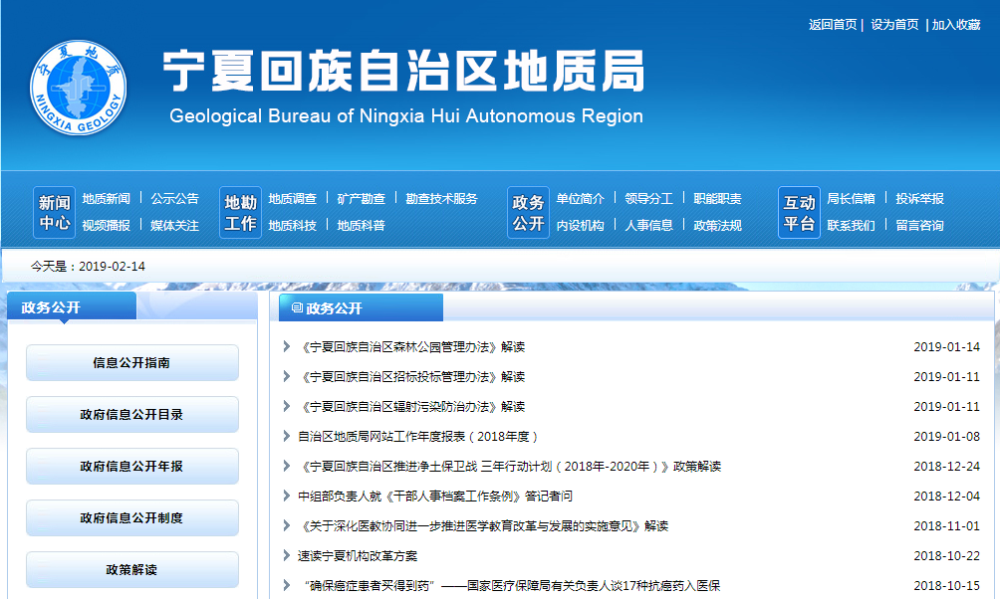 返回首页 | 设为首页 | 加入收藏
宁夏地质
NINGXIA GEOLOGY
宁夏回族自治区地质局
Geological Bureau of Ningxia Hui Autonomous Region
新闻中心
地质新闻 公示公告
视频播报 媒体关注
地勘工作
地质调查 矿产勘查 勘查技术服务
地质科技 地质科普
政务公开
单位简介 领导分工 职能职责
内设机构 人事信息 政策法规
互动平台
局长信箱 投诉举报
联系我们 留言咨询
今天是：2019-02-14
政务公开
信息公开指南
政府信息公开目录
政府信息公开年报
政府信息公开制度
政策解读
政务公开
《宁夏回族自治区森林公园管理办法》解读 2019-01-14
《宁夏回族自治区招标投标管理办法》解读 2019-01-11
《宁夏回族自治区辐射污染防治办法》解读 2019-01-11
自治区地质局网站工作年度报表（2018年度） 2019-01-08
《宁夏回族自治区推进净土保卫战 三年行动计划（2018年-2020年）》政策解读 2018-12-24
中组部负责人就《干部人事档案工作条例》答记者问 2018-12-04
《关于深化医教协同进一步推进医学教育改革与发展的实施意见》解读 2018-11-01
速读宁夏机构改革方案 2018-10-22
“确保癌症患者买得到药”——国家医疗保障局有关负责人谈17种抗癌药入医保 2018-10-15